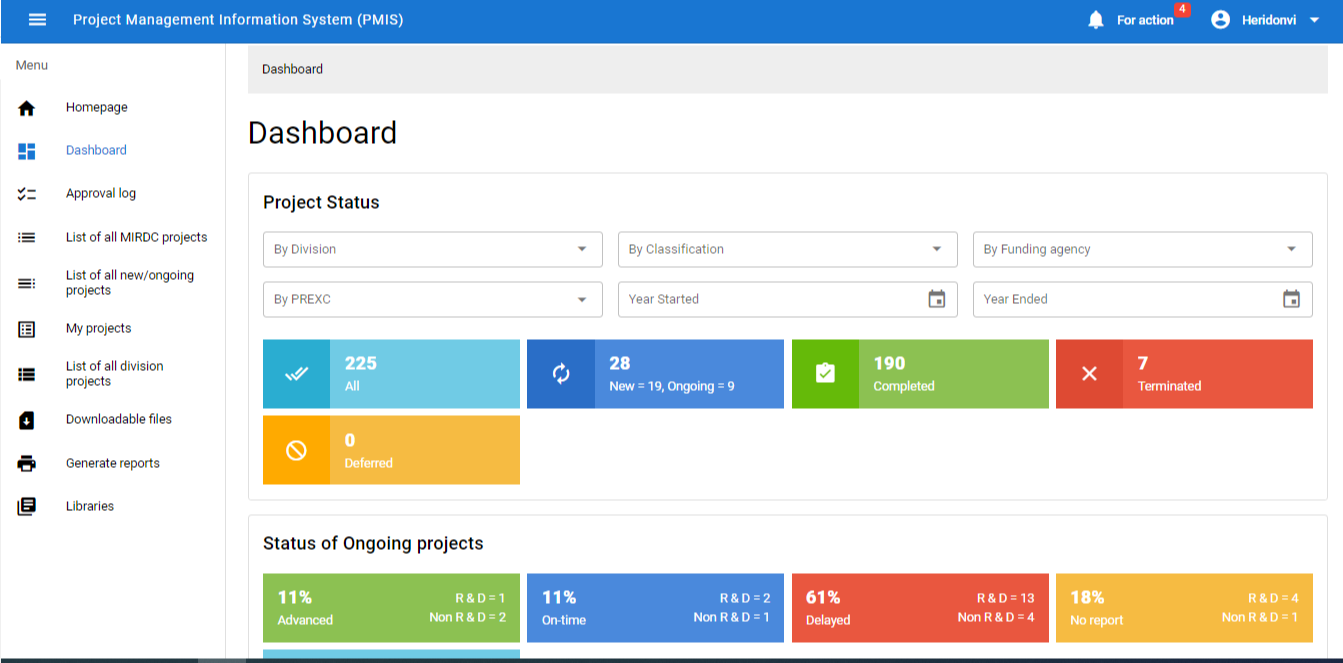 Project Management Information System (PMIS)
For action 4
Heridonvi
Menu
Homepage
Dashboard
Approval log
List of all MIRDC projects
List of all new/ongoing
projects
My projects
List of all division
projects
Downloadable files
Generate reports
Libraries
Dashboard
Dashboard
Project Status
By Division
By Classification
By Funding agency
By PREXC
Year Started
Year Ended
225
All
28
New = 19, Ongoing = 9
190
Completed
7
Terminated
0
Deferred
Status of Ongoing projects
11%
Advanced
R & D = 1
Non R & D = 2
11%
On-time
R & D = 2
Non R & D = 1
61%
Delayed
R & D = 13
Non R & D = 4
18%
No report
R & D = 4
Non R & D = 1